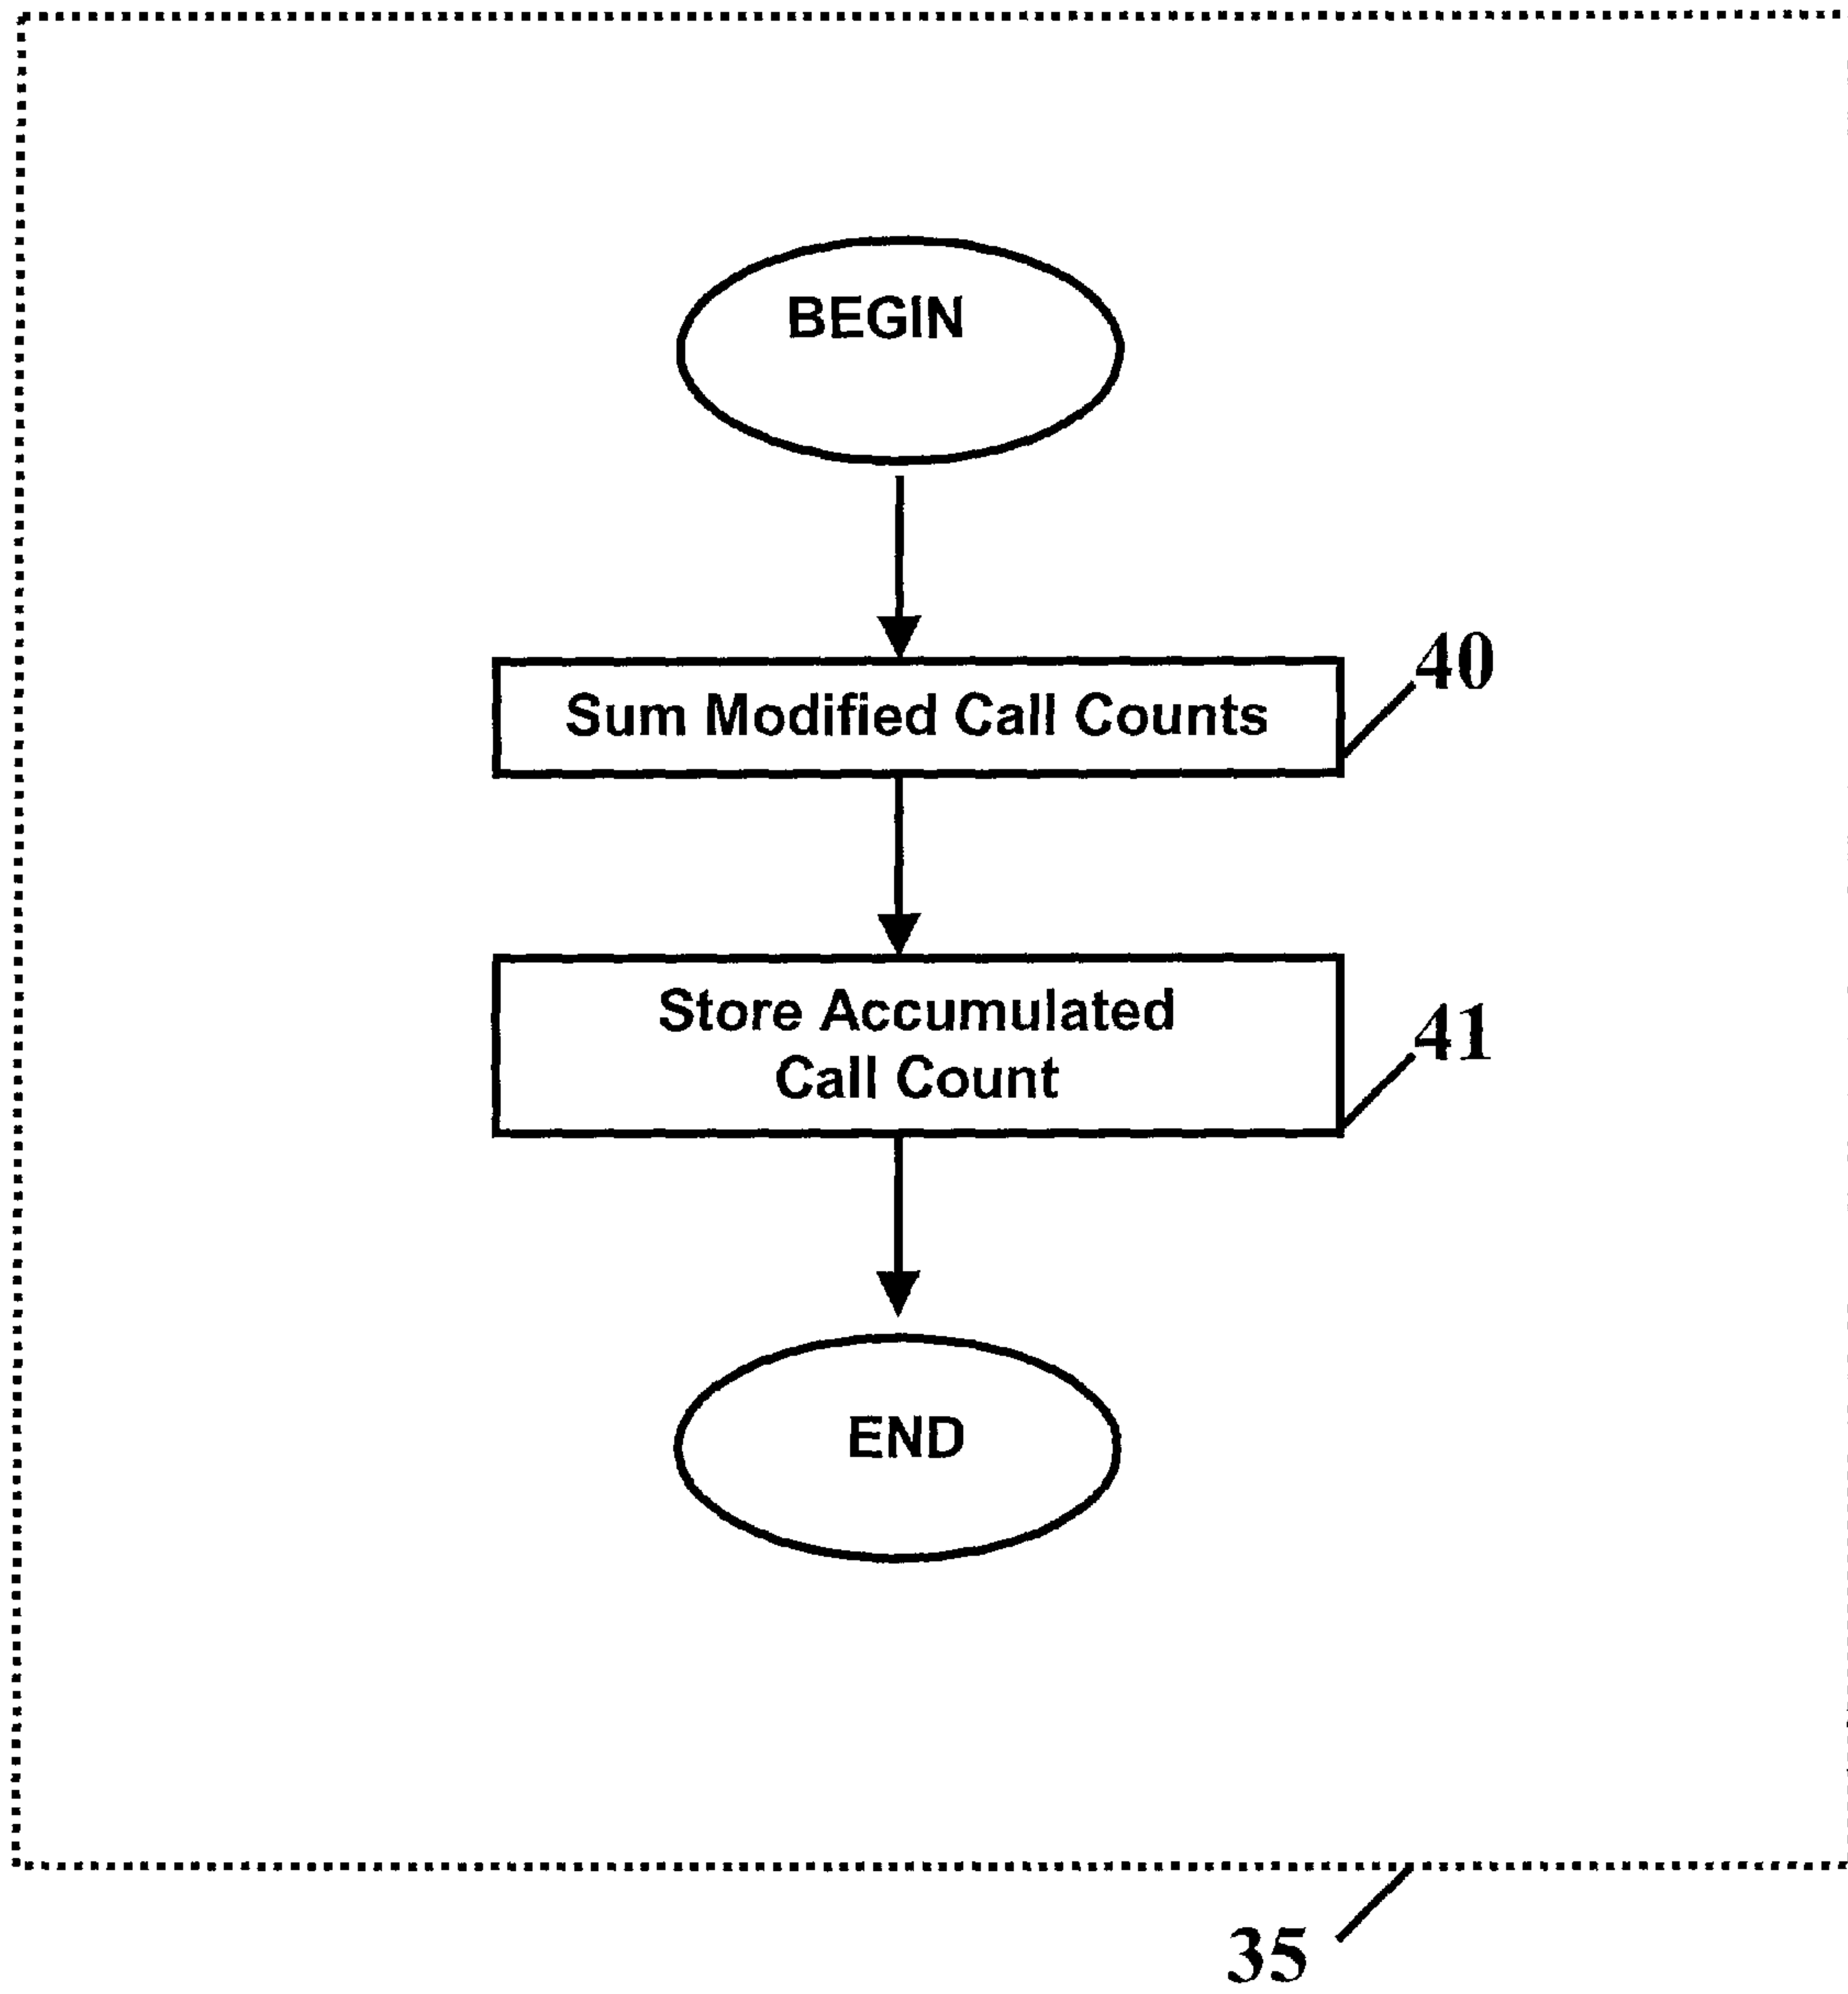 BEGIN
Sum Modified Call Counts
40
Store Accumulated
Call Count
41
END
35